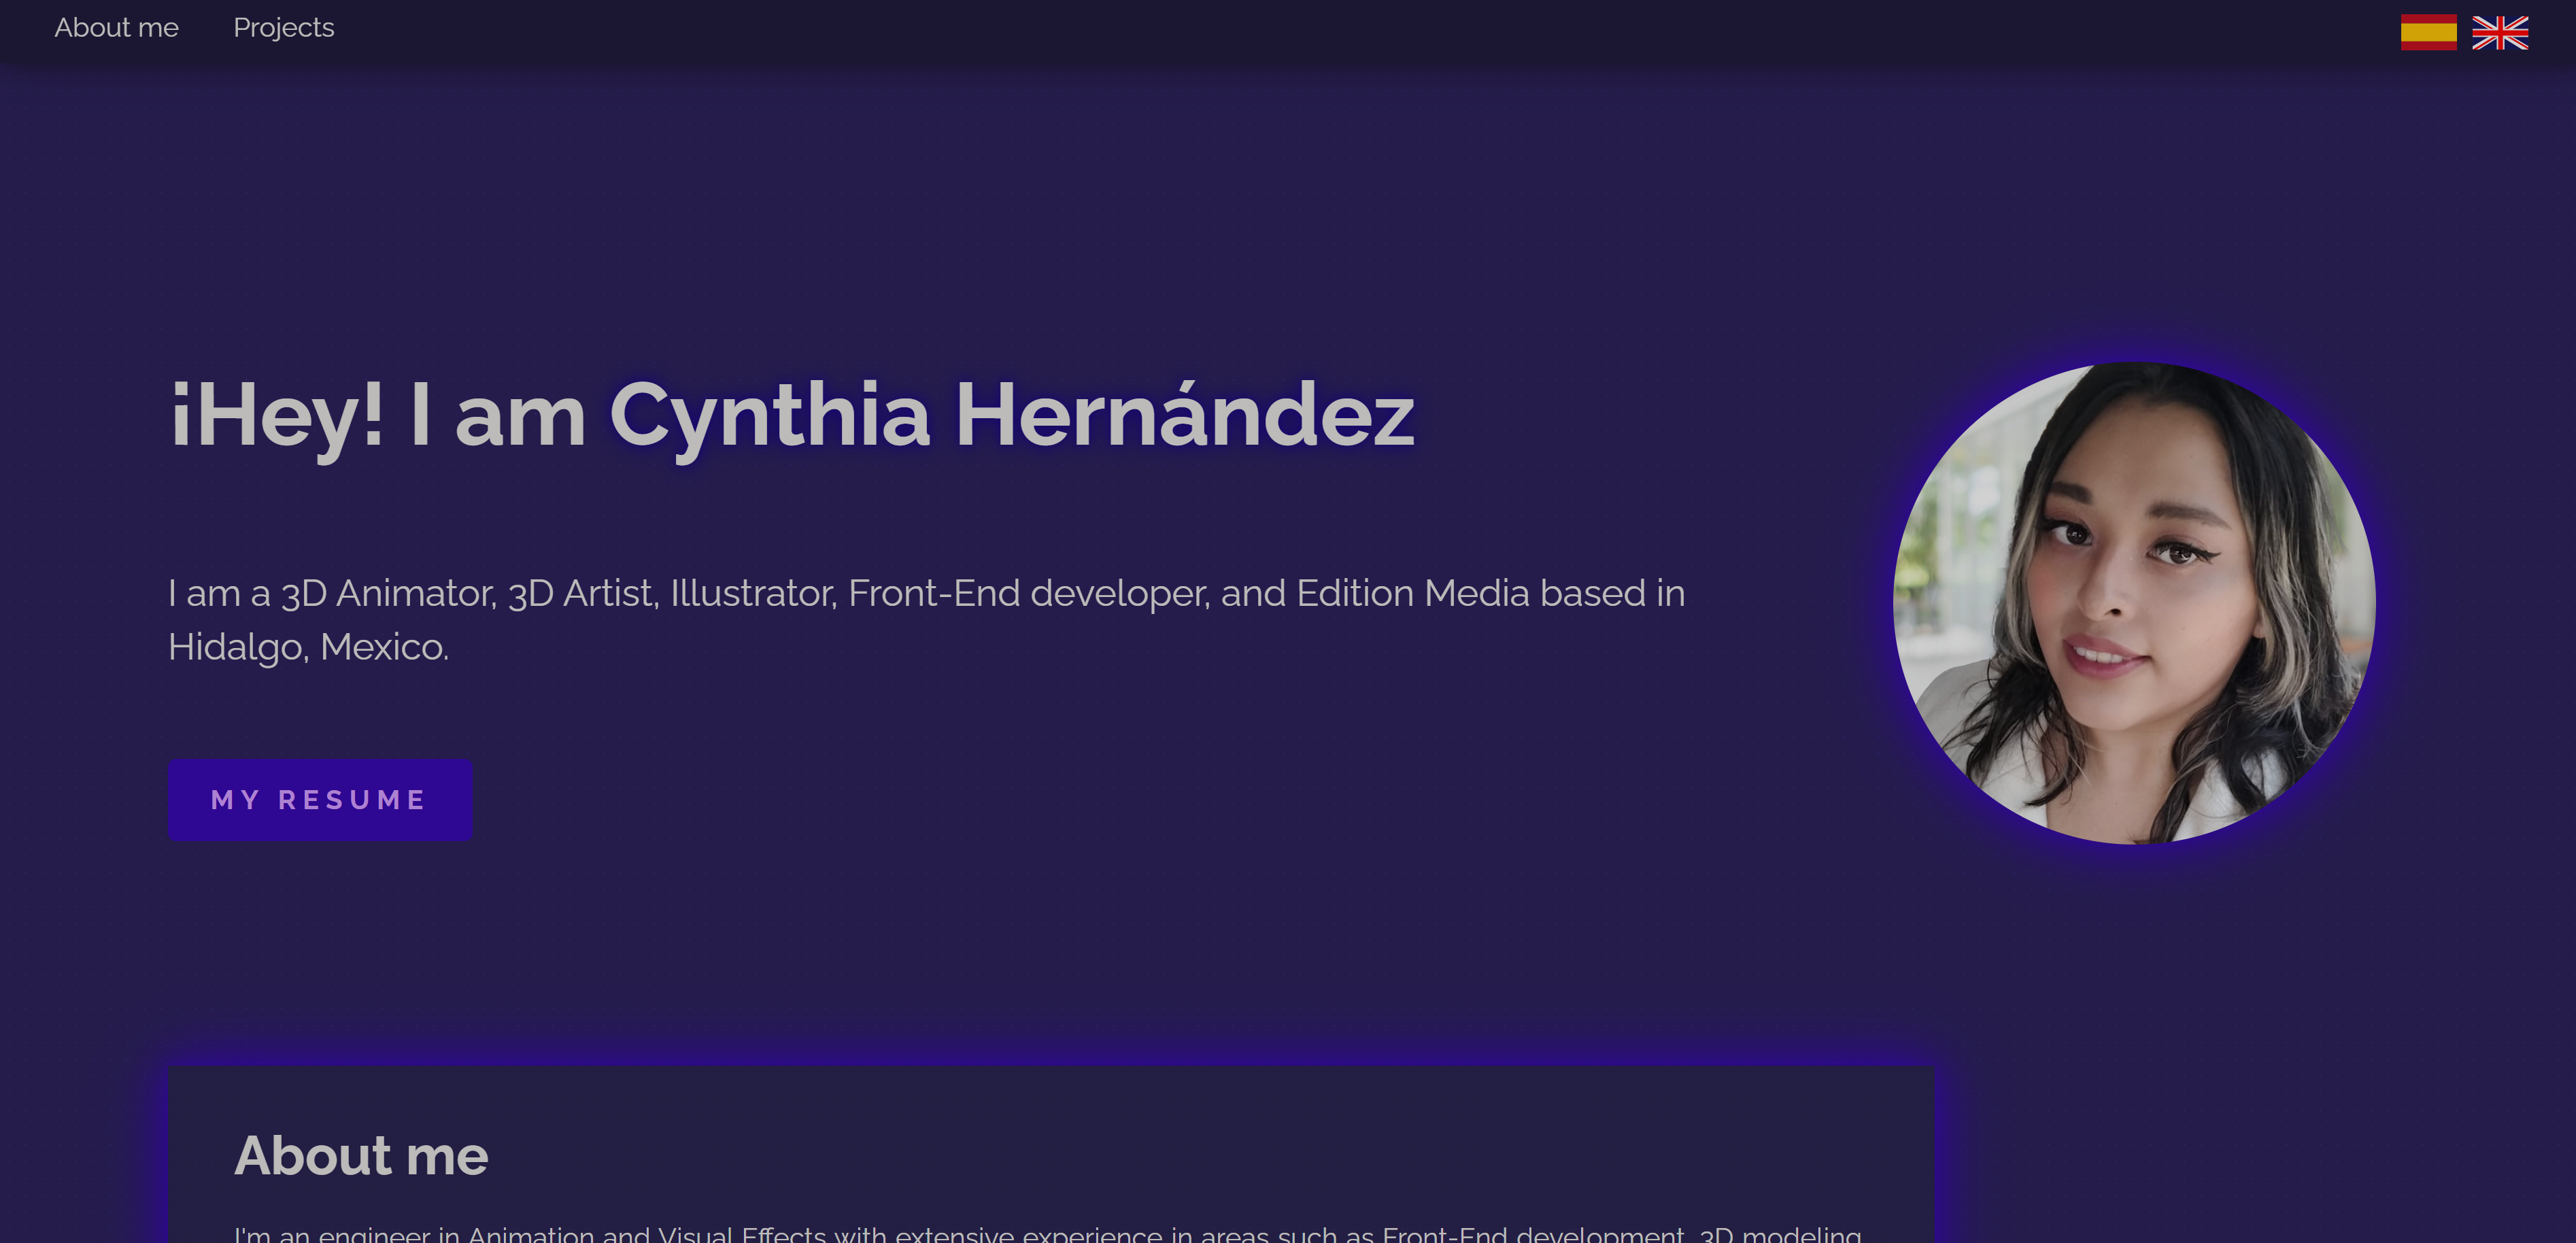 About me Projects
¡Hey! I am Cynthia Hernández
I am a 3D Animator, 3D Artist, Illustrator, Front-End developer, and Edition Media based in
Hidalgo, Mexico.
MY RESUME
About me
I'm an engineer in Animation and Visual Effects with extensive experience in areas such as Front-End development, 3D modeling